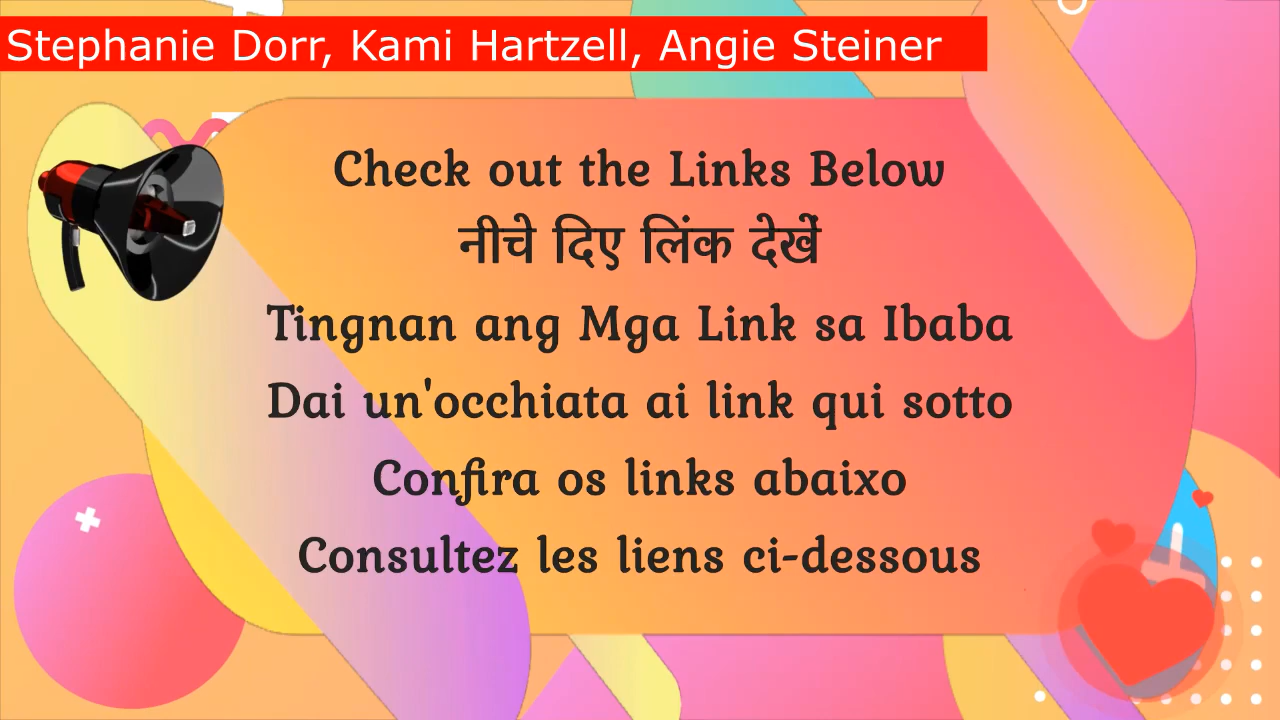 Stephanie Dorr, Kami Hartzell, Angie Steiner
Check out the Links Below
नीचे दिए लिंक देखें
Tingnan ang Mga Link sa Ibaba
Dai un'occhiata ai link qui sotto
Confira os links abaixo
Consultez les liens ci-dessous